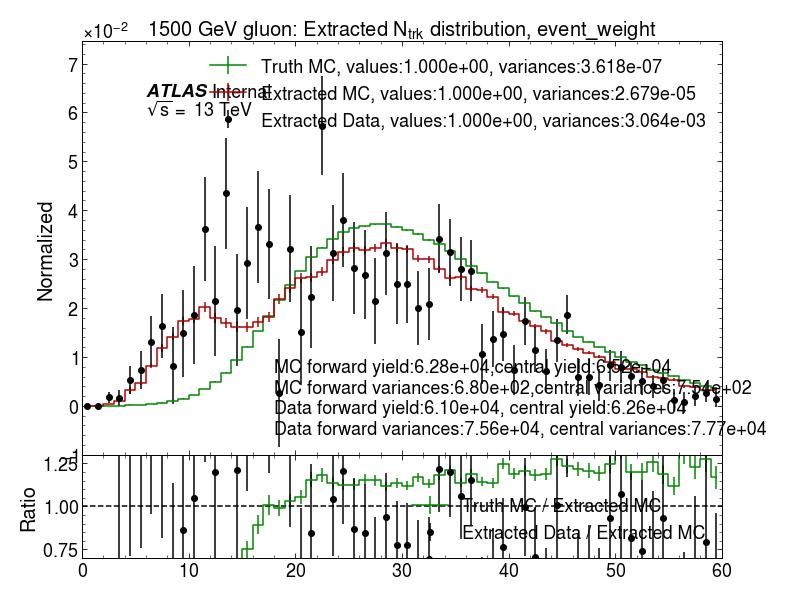 ×10⁻² 1500 GeV gluon: Extracted N_trk distribution, event_weight
Truth MC, values:1.000e+00, variances:3.618e-07
ATLAS Internal
Extracted MC, values:1.000e+00, variances:2.679e-05
√s = 13 TeV
Extracted Data, values:1.000e+00, variances:3.064e-03
7
6
5
4
3
2
1
0
Normalized
MC forward yield:6.28e+04,central yield:6.52e+04
MC forward variances:6.80e+02,central variances:7.54e+02
Data forward yield:6.10e+04, central yield:6.26e+04
Data forward variances:7.56e+04, central variances:7.77e+04
1.25
1.00
0.75
Ratio
Truth MC / Extracted MC
Extracted Data / Extracted MC
0 10 20 30 40 50 60